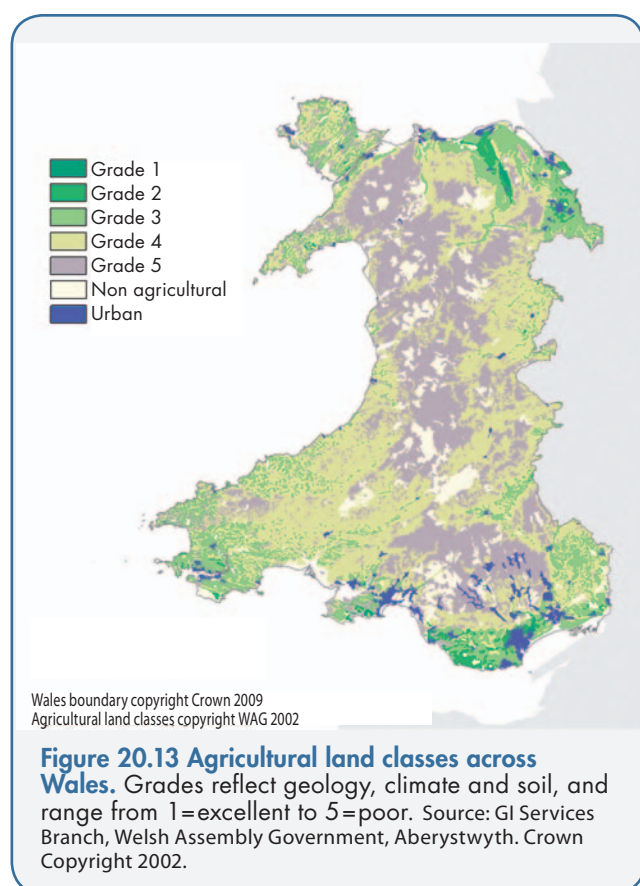 Grade 1
Grade 2
Grade 3
Grade 4
Grade 5
Non agricultural
Urban
Wales boundary copyright Crown 2009
Agricultural land classes copyright WAG 2002
Figure 20.13 Agricultural land classes across
Wales. Grades reflect geology, climate and soil, and
range from 1=excellent to 5=poor. Source: GI Services
Branch, Welsh Assembly Government, Aberystwyth. Crown
Copyright 2002.